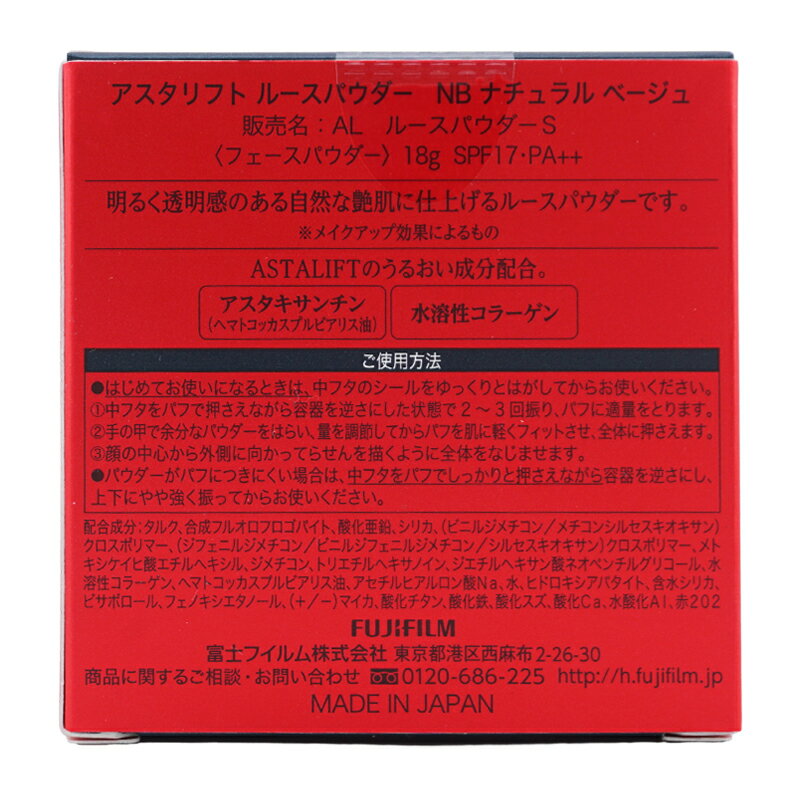 アスタリフト ルースパウダー　NB ナチュラル ベージュ
販売名：AL　ルースパウダーS
〈フェースパウダー〉18g SPF17・PA++
明るく透明感のある自然な艶肌に仕上げるルースパウダーです。
※メイクアップ効果によるもの
ASTALIFTのうるおい成分配合。
アスタキサンチン
(ヘマトコッカスプルビアリス油)
水溶性コラーゲン
ご使用方法
●はじめてお使いになるときは、中フタのシールをゆっくりとはがしてからお使いください。
①中フタをパフで押さえながら容器を逆さにした状態で2～3回振り、パフに適量をとります。
②手の甲で余分なパウダーをはらい、量を調節してからパフを肌に軽くフィットさせ、全体に押さえます。
③顔の中心から外側に向かってらせんを描くように全体をなじませます。
●パウダーがパフにつきにくい場合は、中フタをパフでしっかりと押さえながら容器を逆さにし、
上下にやや強く振ってからお使いください。
配合成分：タルク、合成フルオロフロゴパイト、酸化亜鉛、シリカ、(ビニルジメチコン／メチコンシルセスキオキサン)
クロスポリマー、(ジフェニルジメチコン／ビニルジフェニルジメチコン／シルセスキオキサン)クロスポリマー、メト
キシケイヒ酸エチルヘキシル、ジメチコン、トリエチルヘキサノイン、ジエチルヘキサン酸ネオペンチルグリコール、水
溶性コラーゲン、ヘマトコッカスプルビアリス油、アセチルヒアルロン酸Na、水、ヒドロキシアパタイト、含水シリカ、
ビサボロール、フェノキシエタノール、(+/−)マイカ、酸化チタン、酸化鉄、酸化スズ、酸化Ca、水酸化Al、赤202
FUJIFILM
富士フイルム株式会社 東京都港区西麻布2-26-30
商品に関するご相談・お問い合わせ 0120-686-225 http://h.fujifilm.jp
MADE IN JAPAN